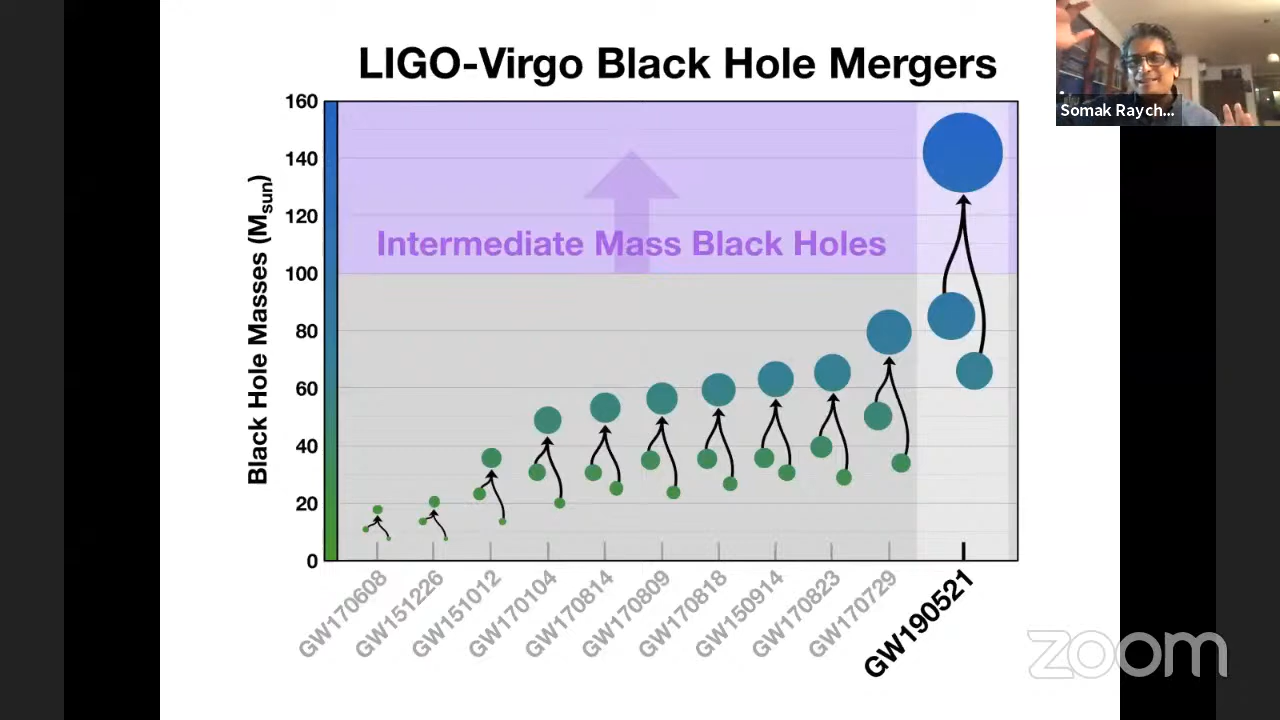 LIGO-Virgo Black Hole Mergers
Somak Raych...
160
140
120
100
80
60
40
20
0
Black Hole Masses (Msun)
Intermediate Mass Black Holes
GW170608
GW151226
GW151012
GW170104
GW170814
GW170809
GW170818
GW150914
GW170823
GW170729
GW190521
zoom